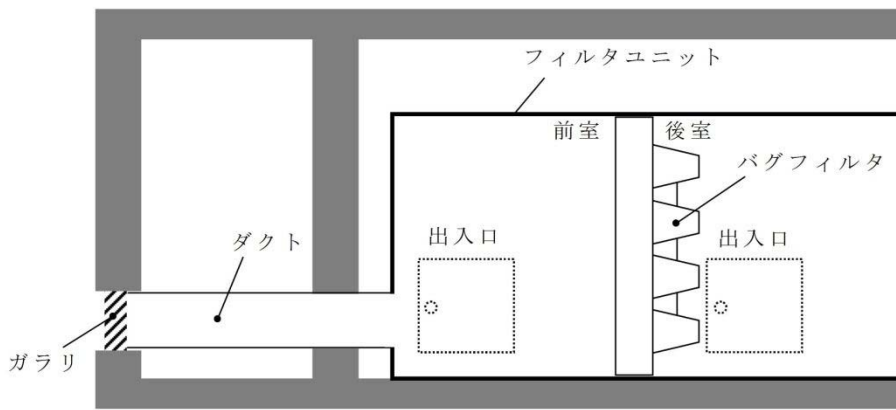 フィルタユニット
前室
後室
バグフィルタ
出入口
出入口
ダクト
ガラリ